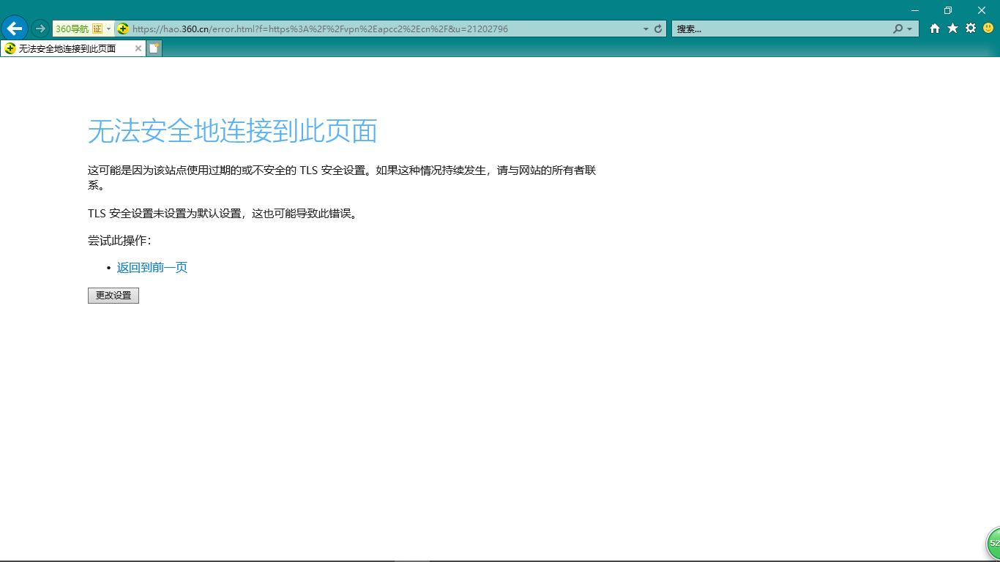 360导航 证 https://hao.360.cn/error.html?f=https%3A%2F%2Fvpn%2Eapcc2%2Ecn%2F&u=21202796 搜索...
无法安全地连接到此页面
无法安全地连接到此页面
这可能是因为该站点使用过期的或不安全的 TLS 安全设置。如果这种情况持续发生，请与网站的所有者联
系。
TLS 安全设置未设置为默认设置，这也可能导致此错误。
尝试此操作：
• 返回到前一页
更改设置
52